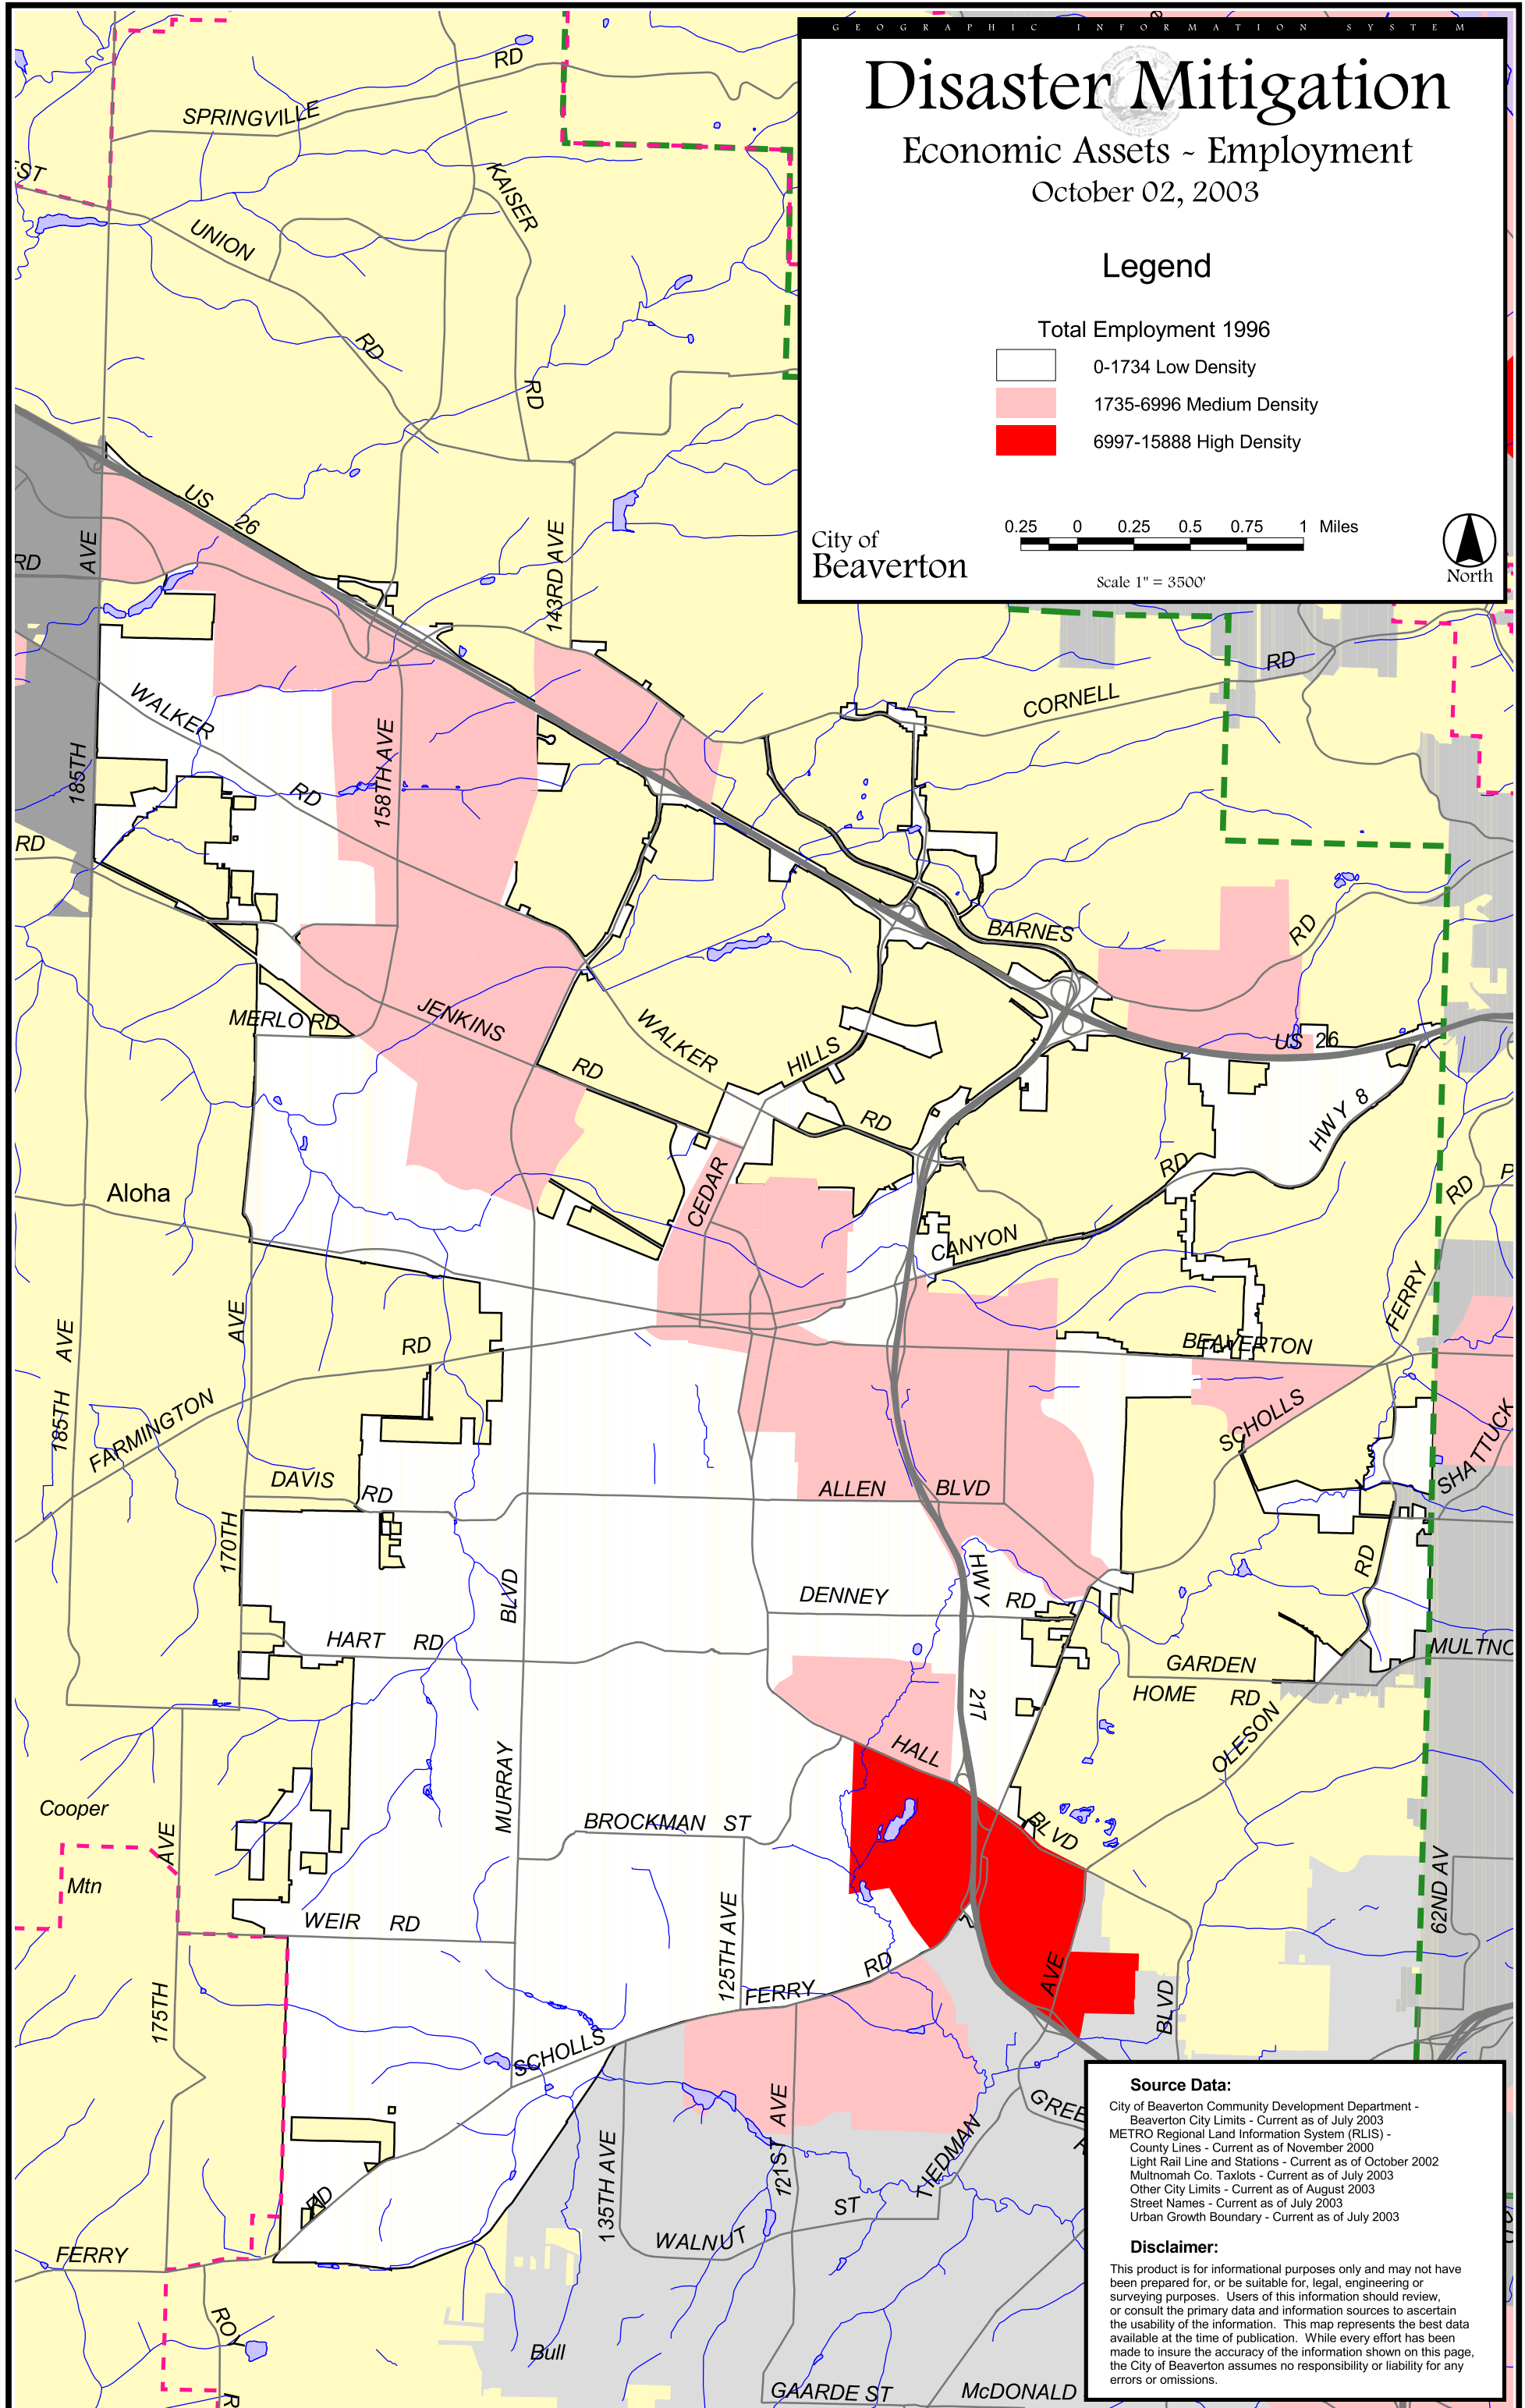 GEOGRAPHIC INFORMATION SYSTEM
Disaster Mitigation
Economic Assets ~ Employment
October 02, 2003
Legend
Total Employment 1996
0-1734 Low Density
1735-6996 Medium Density
6997-15888 High Density
0.25 0 0.25 0.5 0.75 1 Miles
City of
Beaverton
Scale 1" = 3500'
North
RD
SPRINGVILLE
KAISER
UNION
RD
RD
US 26
AVE
RD
143RD AVE
RD
CORNELL
WALKER
185TH
158TH AVE
RD
RD
BARNES
RD
MERLO RD
JENKINS
WALKER
HILLS
US 26
RD
RD
HWY 8
CEDAR
RD
RD
Aloha
CANYON
FERRY
AVE
AVE
RD
BEAVERTON
185TH
FARMINGTON
SCHOLLS
SHATTUCK
DAVIS
RD
ALLEN BLVD
170TH
BLVD
HWY
RD
DENNEY
RD
HART RD
GARDEN
HOME RD
217
OLESON
HALL
MURRAY
Cooper
BROCKMAN ST
BLVD
AVE
Mtn
62ND AV
WEIR RD
125TH AVE
RD
FERRY
AVE
BLVD
175TH
SCHOLLS
121ST AVE
135TH AVE
TIEDMAN
RD
ST
WALNUT
FERRY
ROY
Bull
GAARDE ST
McDONALD
Source Data:
City of Beaverton Community Development Department -
Beaverton City Limits - Current as of July 2003
METRO Regional Land Information System (RLIS) -
County Lines - Current as of November 2000
Light Rail Line and Stations - Current as of October 2002
Multnomah Co. Taxlots - Current as of July 2003
Other City Limits - Current as of August 2003
Street Names - Current as of July 2003
Urban Growth Boundary - Current as of July 2003
Disclaimer:
This product is for informational purposes only and may not have
been prepared for, or be suitable for, legal, engineering or
surveying purposes. Users of this information should review,
or consult the primary data and information sources to ascertain
the usability of the information. This map represents the best data
available at the time of publication. While every effort has been
made to insure the accuracy of the information shown on this page,
the City of Beaverton assumes no responsibility or liability for any
errors or omissions.